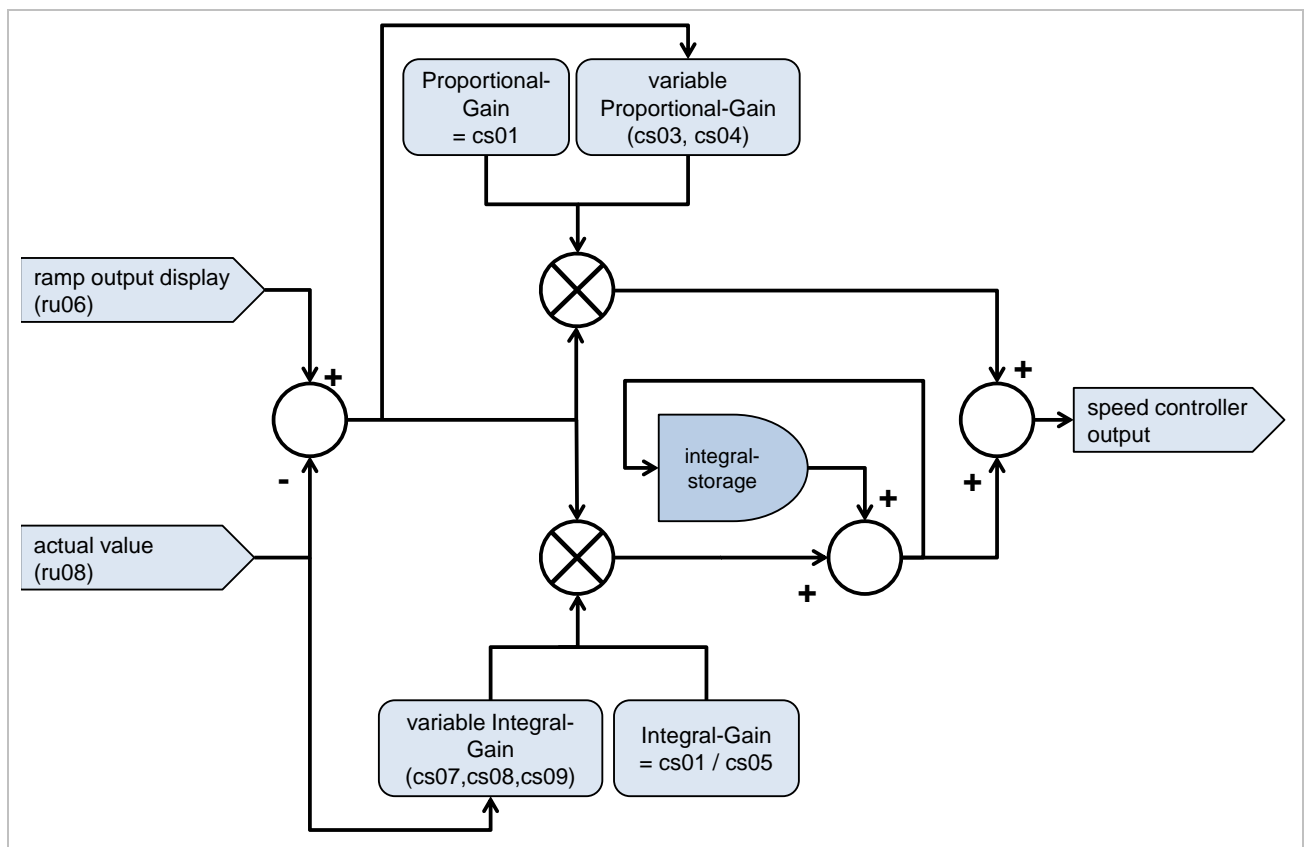 Proportional-
Gain
= cs01
variable
Proportional-Gain
(cs03, cs04)
ramp output display
(ru06)
+
-
actual value
(ru08)
integral-
storage
+
+
+
+
speed controller
output
variable Integral-
Gain
(cs07,cs08,cs09)
Integral-Gain
= cs01 / cs05